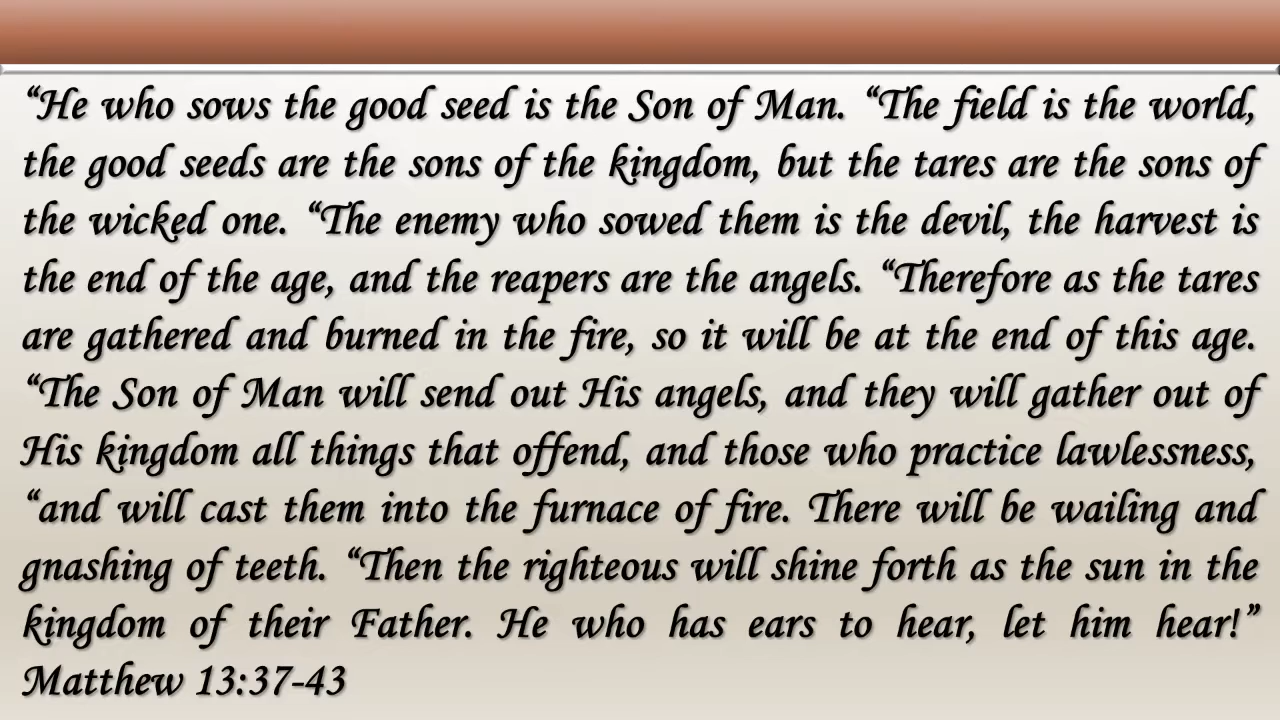 “He who sows the good seed is the Son of Man. “The field is the world,
the good seeds are the sons of the kingdom, but the tares are the sons of
the wicked one. “The enemy who sowed them is the devil, the harvest is
the end of the age, and the reapers are the angels. “Therefore as the tares
are gathered and burned in the fire, so it will be at the end of this age.
“The Son of Man will send out His angels, and they will gather out of
His kingdom all things that offend, and those who practice lawlessness,
“and will cast them into the furnace of fire. There will be wailing and
gnashing of teeth. “Then the righteous will shine forth as the sun in the
kingdom of their Father. He who has ears to hear, let him hear!”
Matthew 13:37-43